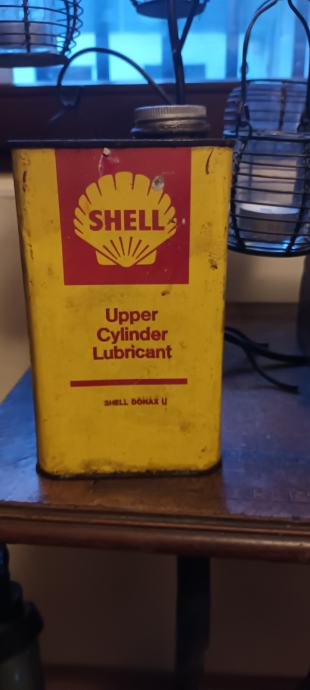 SHELL
Upper
Cylinder
Lubricant
SHELL DONAX U